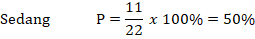 Sedang P = 11/22 x 100% = 50%